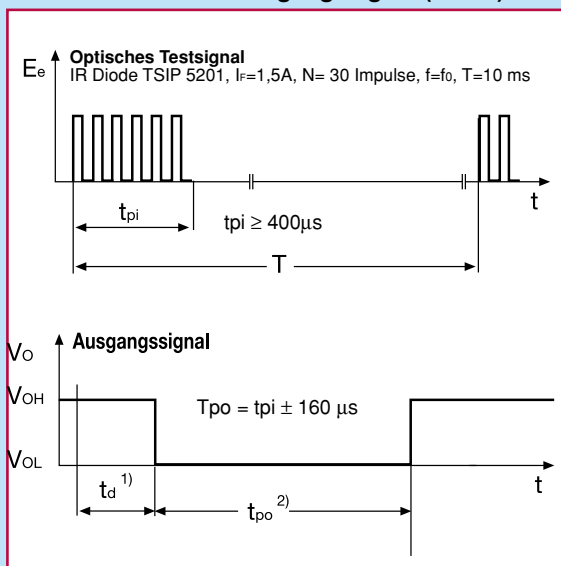 Optisches Testsignal
IR Diode TSIP 5201, IF=1,5A, N= 30 Impulse, f=f0, T=10 ms
Ee
t
tpi
tpi ≥ 400μs
T
Ausgangssignal
VO
VOH
Tpo = tpi ± 160 μs
VOL
td 1)
tpo 2)
t